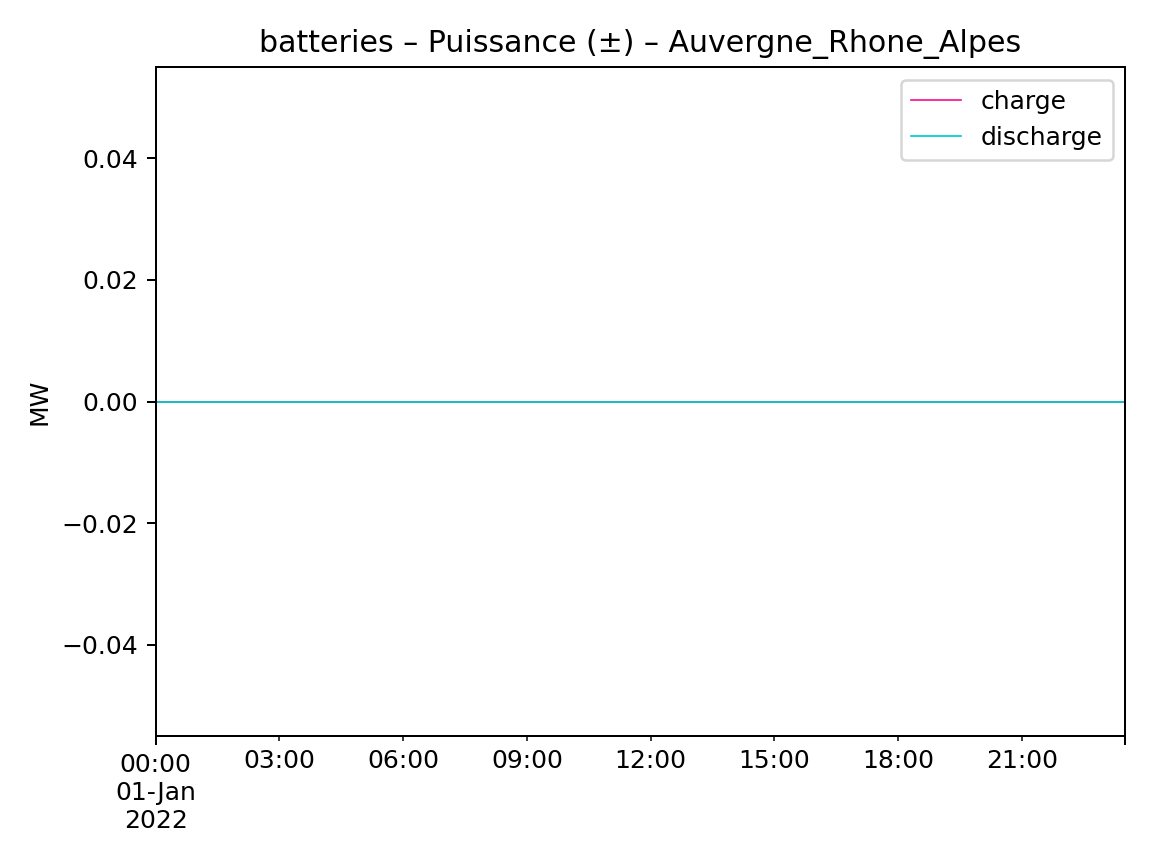 batteries – Puissance (±) – Auvergne_Rhone_Alpes
charge
discharge
MW
0.04
0.02
0.00
−0.02
−0.04
00:00
01-Jan
2022
03:00
06:00
09:00
12:00
15:00
18:00
21:00